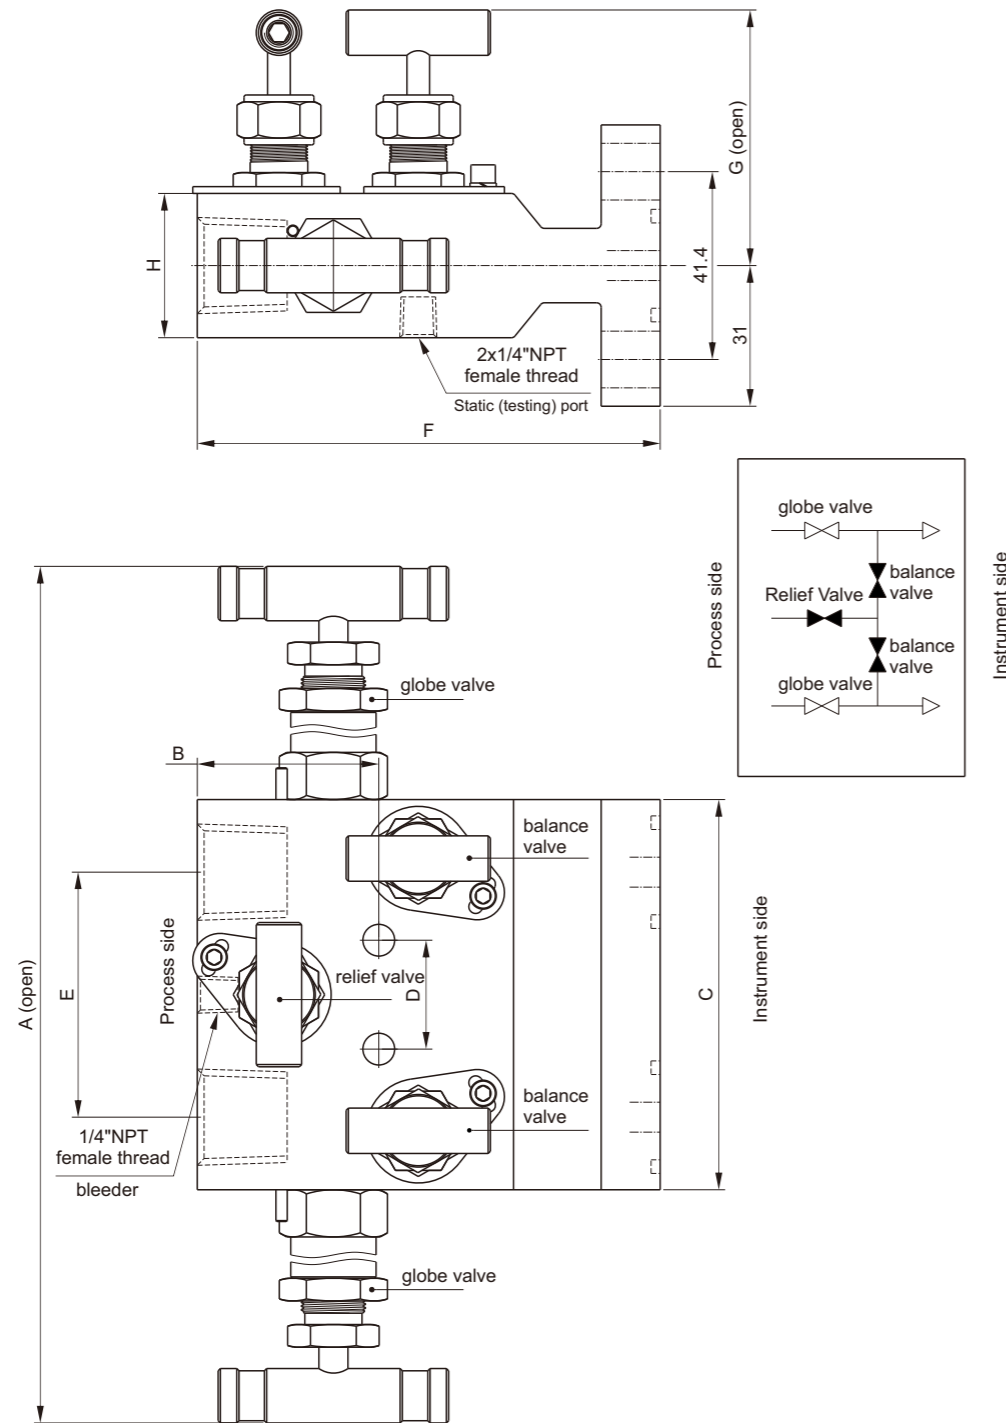 G (open)
H
41.4
31
2x1/4"NPT
female thread
Static (testing) port
F
globe valve
balance
valve
Relief Valve
balance
valve
globe valve
Process side
Instrument side
globe valve
B
balance
valve
Process side
relief valve
D
E
A (open)
C
Instrument side
balance
valve
1/4"NPT
female thread
bleeder
globe valve